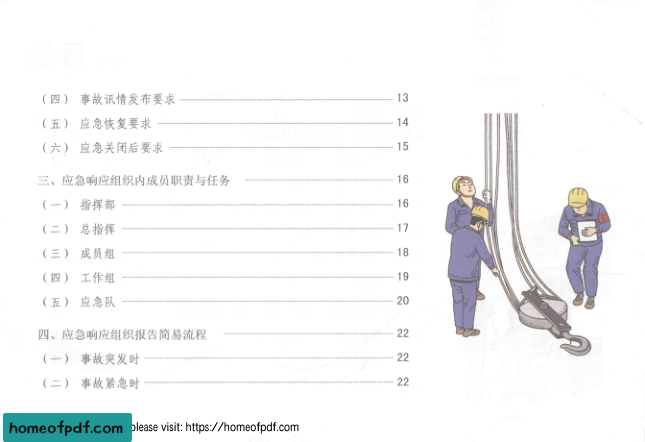 （四） 事故讯情发布要求 13
（五） 应急恢复要求 14
（六） 应急关闭后要求 15
三、应急响应组织内成员职责与任务 16
（一） 指挥部 16
（二） 总指挥 17
（三） 成员组 18
（四） 工作组 19
（五） 应急队 20
四、应急响应组织报告简易流程 22
（一） 事故突发时 22
（二） 事故紧急时 22
homeofpdf.com please visit: https://homeofpdf.com